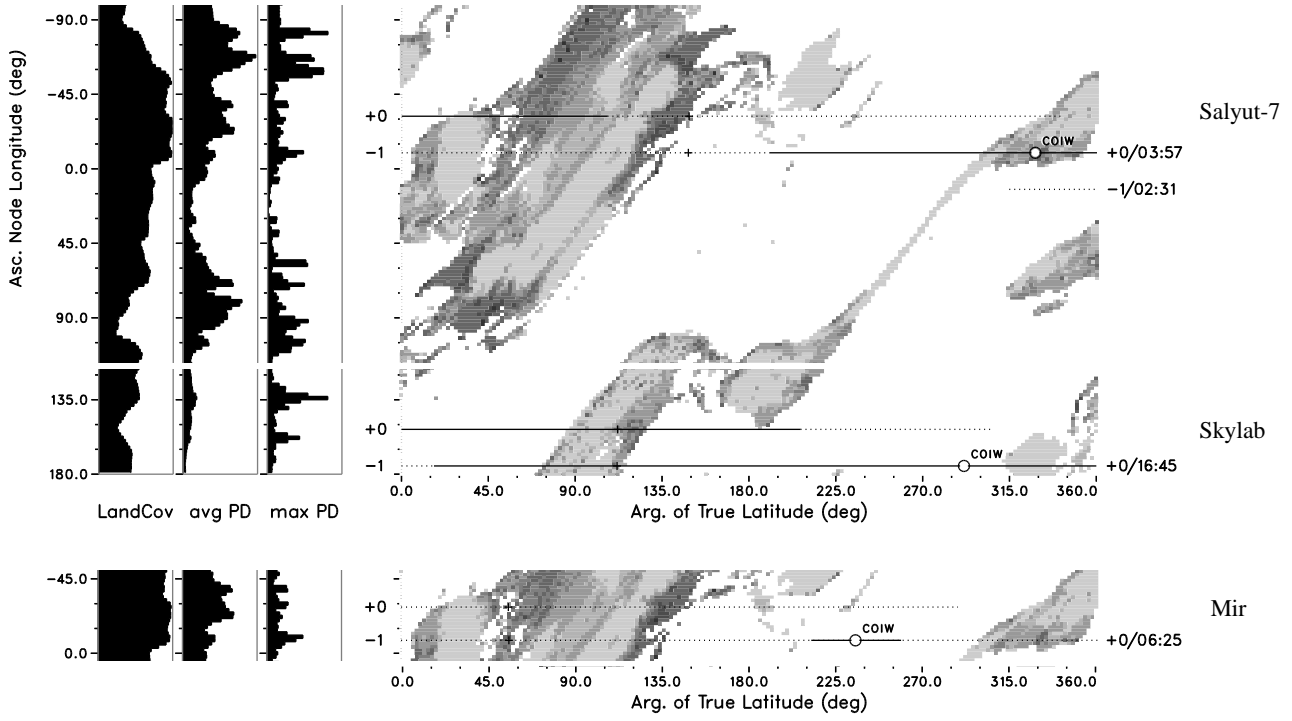 -90.0
-45.0
0.0
45.0
90.0
135.0
180.0
Asc. Node Longitude (deg)
LandCov avg PD max PD
+0 Salyut-7
-1 COIW +0/03:57
-1/02:31
+0 Skylab
-1 COIW +0/16:45
0.0 45.0 90.0 135.0 180.0 225.0 270.0 315.0 360.0
Arg. of True Latitude (deg)
-45.0
0.0
+0 Mir
-1 COIW +0/06:25
0.0 45.0 90.0 135.0 180.0 225.0 270.0 315.0 360.0
Arg. of True Latitude (deg)